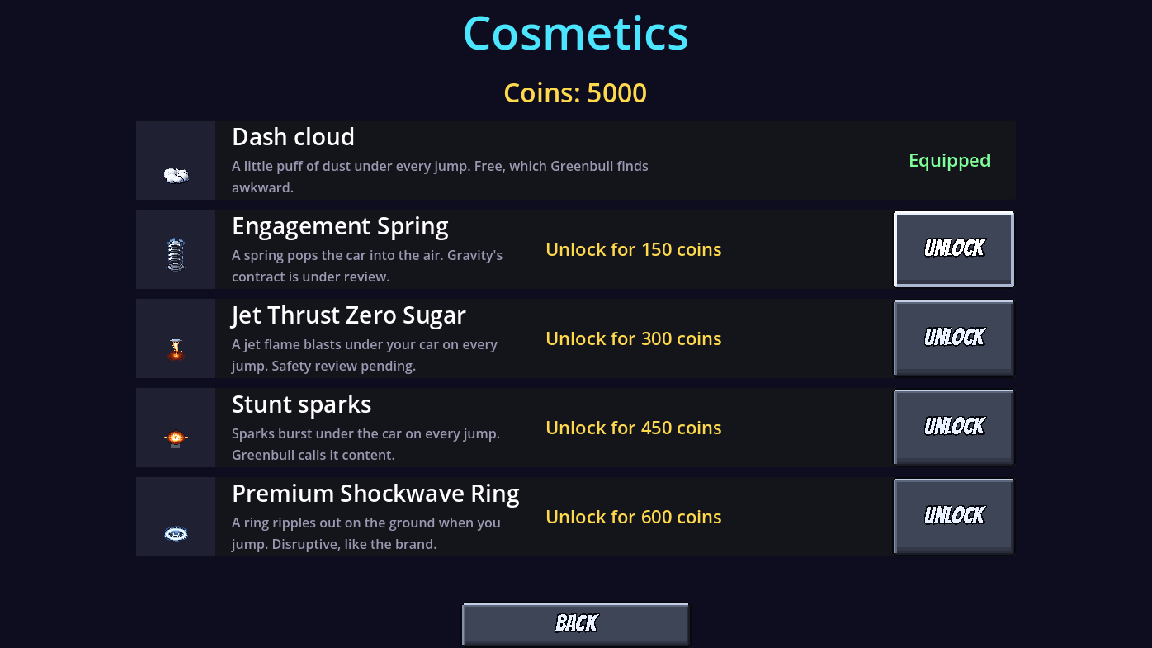 Cosmetics
Coins: 5000
Dash cloud
A little puff of dust under every jump. Free, which Greenbull finds
awkward.
Equipped
Engagement Spring
A spring pops the car into the air. Gravity's
contract is under review.
Unlock for 150 coins
UNLOCK
Jet Thrust Zero Sugar
A jet flame blasts under your car on every
jump. Safety review pending.
Unlock for 300 coins
UNLOCK
Stunt sparks
Sparks burst under the car on every jump.
Greenbull calls it content.
Unlock for 450 coins
UNLOCK
Premium Shockwave Ring
A ring ripples out on the ground when you
jump. Disruptive, like the brand.
Unlock for 600 coins
UNLOCK
BACK